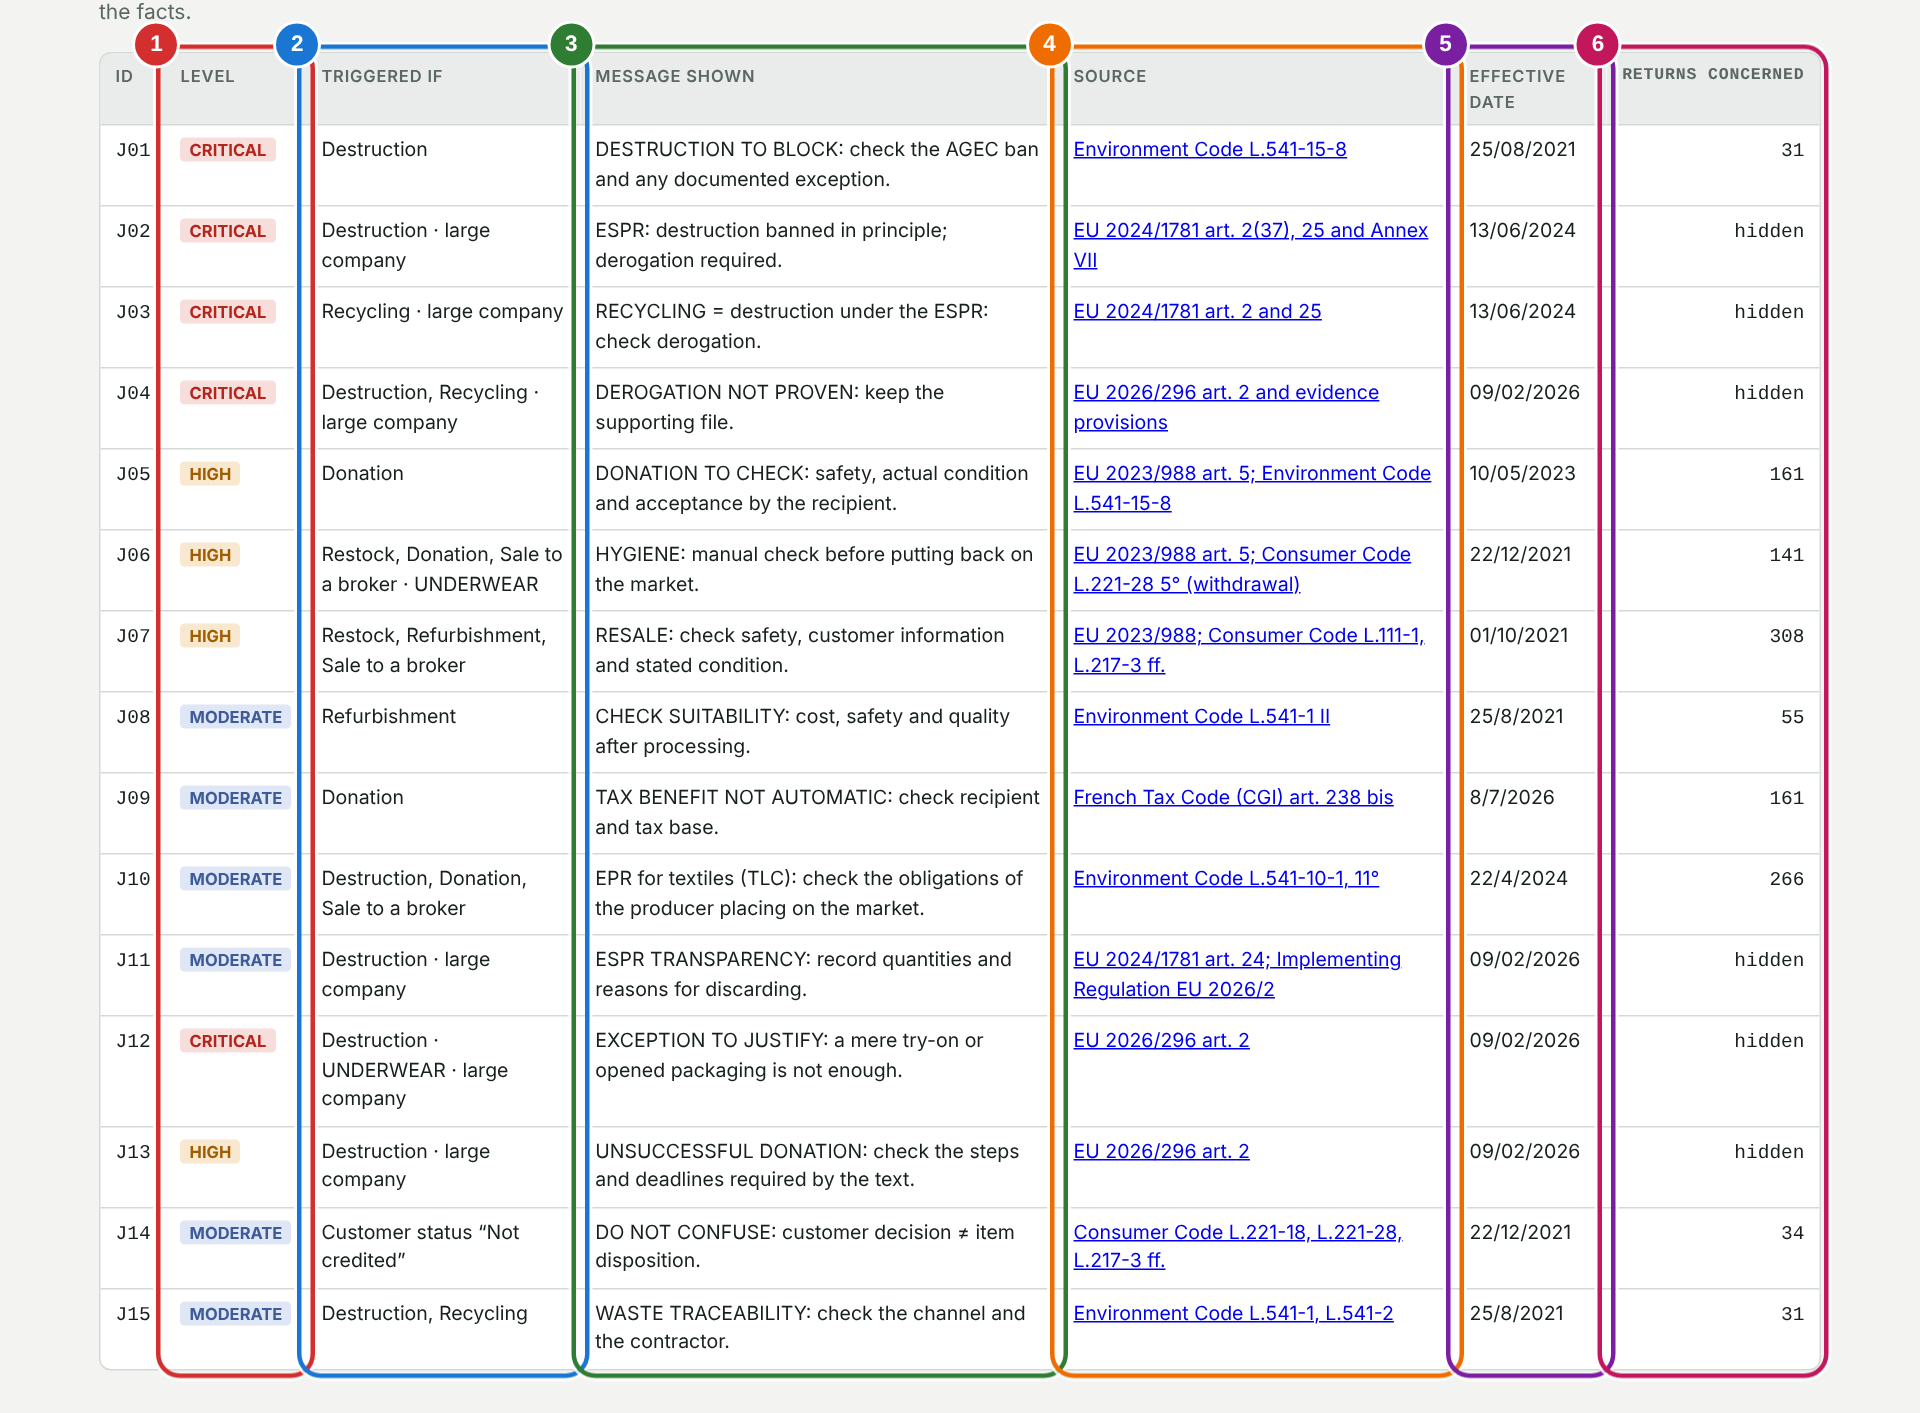 the facts.
1 2 3 4 5 6
ID LEVEL TRIGGERED IF MESSAGE SHOWN SOURCE EFFECTIVE RETURNS CONCERNED
DATE
J01 CRITICAL Destruction DESTRUCTION TO BLOCK: check the AGEC ban Environment Code L.541-15-8 25/08/2021 31
and any documented exception.
J02 CRITICAL Destruction · large ESPR: destruction banned in principle; EU 2024/1781 art. 2(37), 25 and Annex 13/06/2024 hidden
company derogation required. VII
J03 CRITICAL Recycling · large company RECYCLING = destruction under the ESPR: EU 2024/1781 art. 2 and 25 13/06/2024 hidden
check derogation.
J04 CRITICAL Destruction, Recycling · DEROGATION NOT PROVEN: keep the EU 2026/296 art. 2 and evidence 09/02/2026 hidden
large company supporting file. provisions
J05 HIGH Donation DONATION TO CHECK: safety, actual condition EU 2023/988 art. 5; Environment Code 10/05/2023 161
and acceptance by the recipient. L.541-15-8
J06 HIGH Restock, Donation, Sale to HYGIENE: manual check before putting back on EU 2023/988 art. 5; Consumer Code 22/12/2021 141
a broker · UNDERWEAR the market. L.221-28 5° (withdrawal)
J07 HIGH Restock, Refurbishment, RESALE: check safety, customer information EU 2023/988; Consumer Code L.111-1, 01/10/2021 308
Sale to a broker and stated condition. L.217-3 ff.
J08 MODERATE Refurbishment CHECK SUITABILITY: cost, safety and quality Environment Code L.541-1 II 25/8/2021 55
after processing.
J09 MODERATE Donation TAX BENEFIT NOT AUTOMATIC: check recipient French Tax Code (CGI) art. 238 bis 8/7/2026 161
and tax base.
J10 MODERATE Destruction, Donation, EPR for textiles (TLC): check the obligations of Environment Code L.541-10-1, 11° 22/4/2024 266
Sale to a broker the producer placing on the market.
J11 MODERATE Destruction · large ESPR TRANSPARENCY: record quantities and EU 2024/1781 art. 24; Implementing 09/02/2026 hidden
company reasons for discarding. Regulation EU 2026/2
J12 CRITICAL Destruction · EXCEPTION TO JUSTIFY: a mere try-on or EU 2026/296 art. 2 09/02/2026 hidden
UNDERWEAR · large opened packaging is not enough.
company
J13 HIGH Destruction · large UNSUCCESSFUL DONATION: check the steps EU 2026/296 art. 2 09/02/2026 hidden
company and deadlines required by the text.
J14 MODERATE Customer status “Not DO NOT CONFUSE: customer decision ≠ item Consumer Code L.221-18, L.221-28, 22/12/2021 34
credited” disposition. L.217-3 ff.
J15 MODERATE Destruction, Recycling WASTE TRACEABILITY: check the channel and Environment Code L.541-1, L.541-2 25/8/2021 31
the contractor.